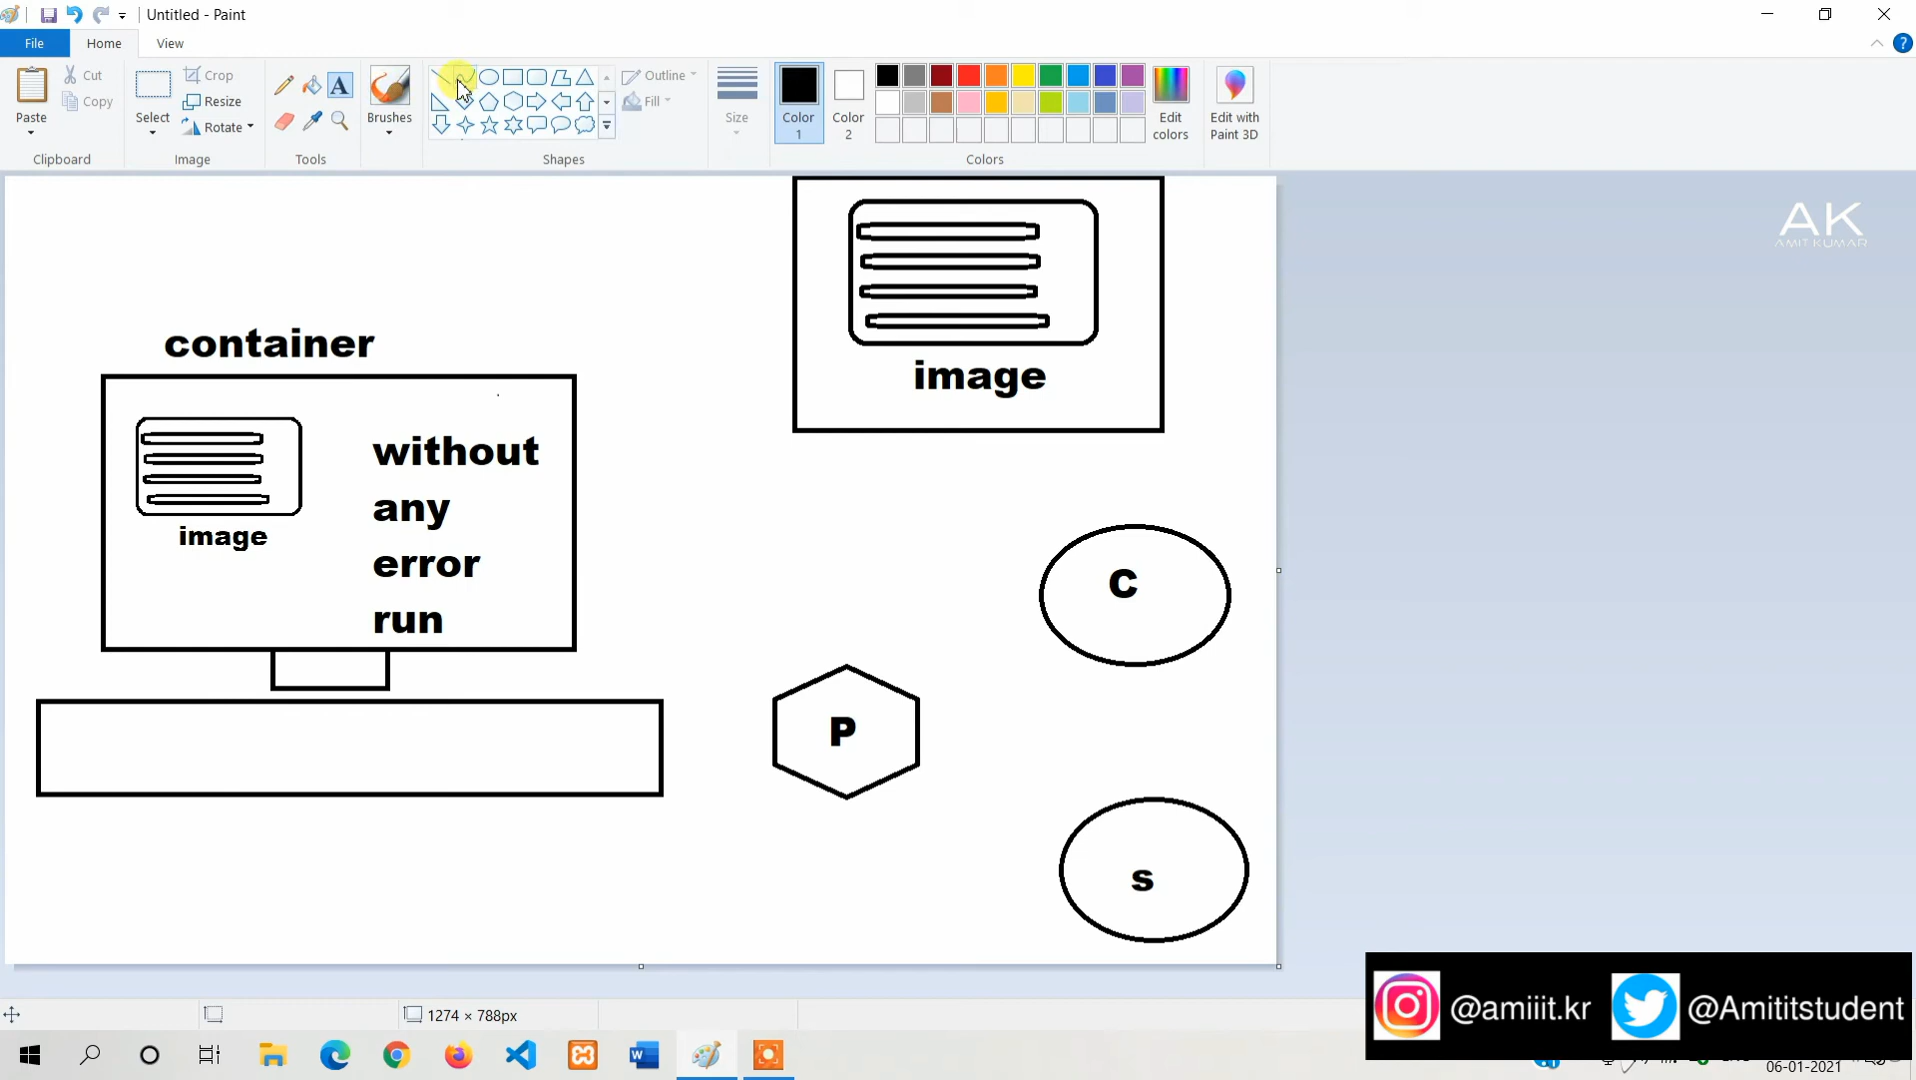 Untitled - Paint
File
Home
View
Paste
Cut
Copy
Clipboard
Select
Crop
Resize
Rotate
Image
Tools
Brushes
Shapes
Outline
Fill
Size
Color
1
Color
2
Edit
colors
Edit with
Paint 3D
Colors
AK
AMIT KUMAR
image
container
image
without
any
error
run
C
P
s
1274 × 788px
@amiiit.kr
@Amititstudent
06-01-2021